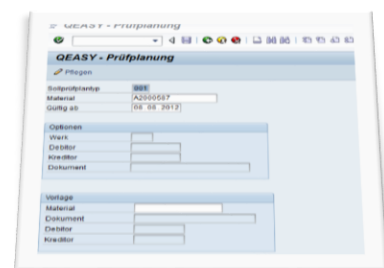 QEASY - Prüfplanung
QEASY - Prüfplanung
Pflegen
Sollprüfplantyp 001
Material A2000567
Gültig ab 08 08 2012
Optionen
Werk
Debitor
Kreditor
Dokument
Vorlage
Material
Dokument
Debitor
Kreditor